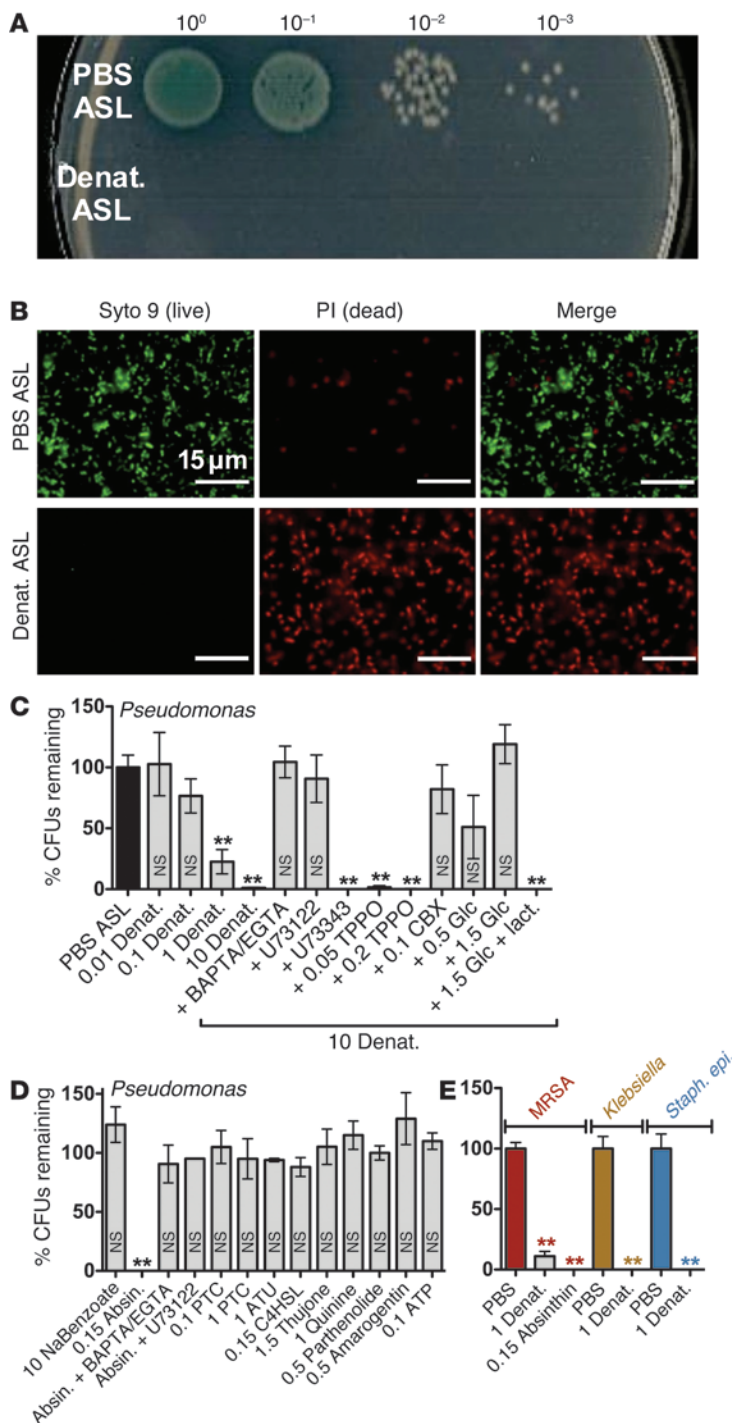 A
10⁰ 10⁻¹ 10⁻² 10⁻³
PBS
ASL
Denat.
ASL
B
Syto 9 (live) PI (dead) Merge
PBS ASL
15 µm
Denat. ASL
C
Pseudomonas
% CFUs remaining
150
100
50
0
NS NS NS ** ** NS NS ** ** ** NS NS NS **
PBS ASL
0.01 Denat.
0.1 Denat.
1 Denat.
10 Denat.
+ BAPTA/EGTA
+ U73122
+ U73343
+ 0.05 TPPO
+ 0.2 TPPO
+ 0.1 CBX
+ 0.5 Glc
+ 1.5 Glc
+ 1.5 Glc + lact.
10 Denat.
D
Pseudomonas
% CFUs remaining
150
100
50
0
NS ** NS NS NS NS NS NS NS NS NS NS NS
10 NaBenzoate
0.15 Absin.
Absin. + BAPTA/EGTA
Absin. + U73122
0.1 PTC
1 PTC
1 ATU
0.15 C4HSL
1.5 Thujone
1 Quinine
0.5 Parthenolide
0.5 Amarogentin
0.1 ATP
E
MRSA
Klebsiella
Staph. epi.
150
100
50
0
** ** ** **
PBS
1 Denat.
0.15 Absinthin
PBS
1 Denat.
PBS
1 Denat.